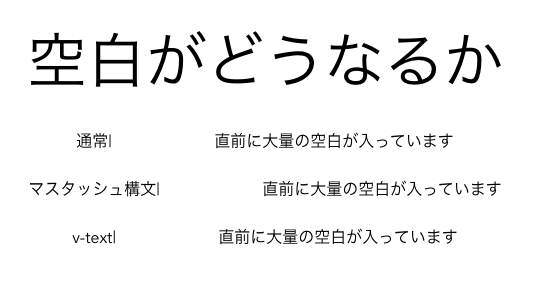 空白がどうなるか
通常|　　　　　　直前に大量の空白が入っています
マスタッシュ構文|　　　　　　直前に大量の空白が入っています
v-text|　　　　　　直前に大量の空白が入っています